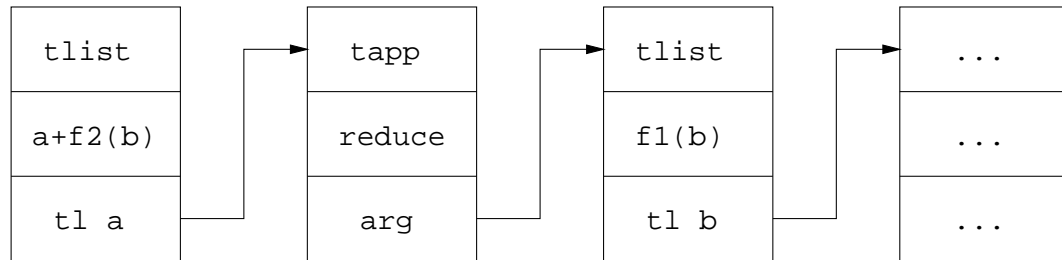 tlist
a+f2(b)
tl a
tapp
reduce
arg
tlist
f1(b)
tl b
...
...
...